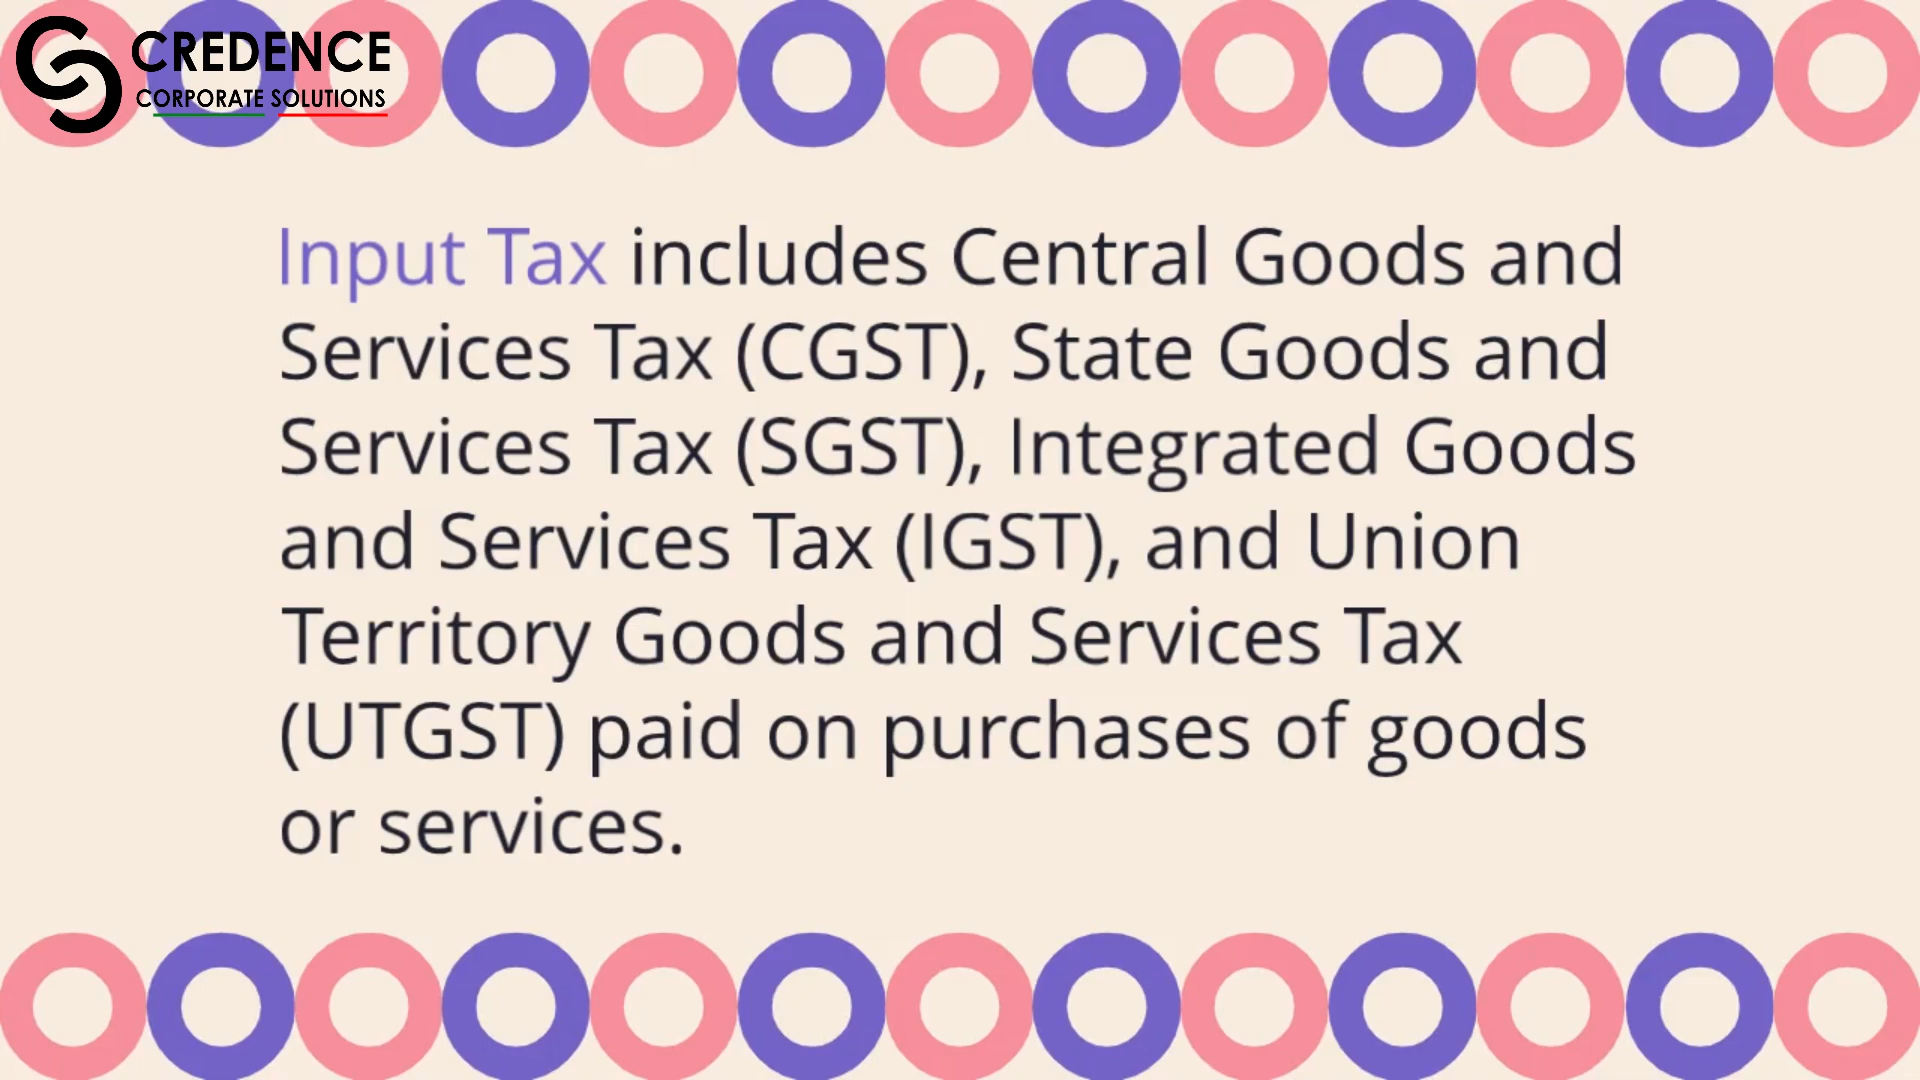 CREDENCE
CORPORATE SOLUTIONS
Input Tax includes Central Goods and
Services Tax (CGST), State Goods and
Services Tax (SGST), Integrated Goods
and Services Tax (IGST), and Union
Territory Goods and Services Tax
(UTGST) paid on purchases of goods
or services.